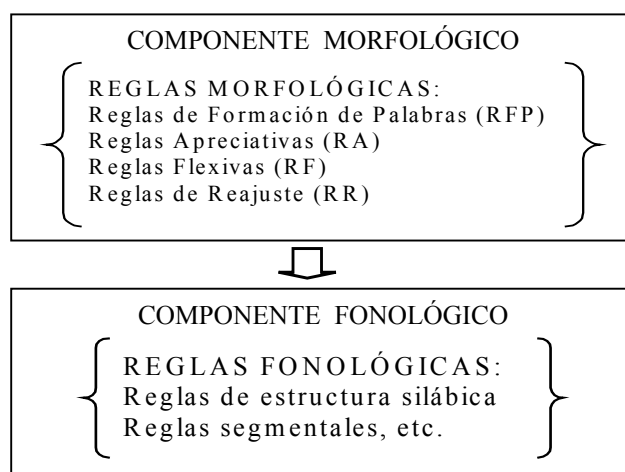 COMPONENTE MORFOLÓGICO
REGLAS MORFOLÓGICAS:
Reglas de Formación de Palabras (RFP)
Reglas Apreciativas (RA)
Reglas Flexivas (RF)
Reglas de Reajuste (RR)
COMPONENTE FONOLÓGICO
REGLAS FONOLÓGICAS:
Reglas de estructura silábica
Reglas segmentales, etc.